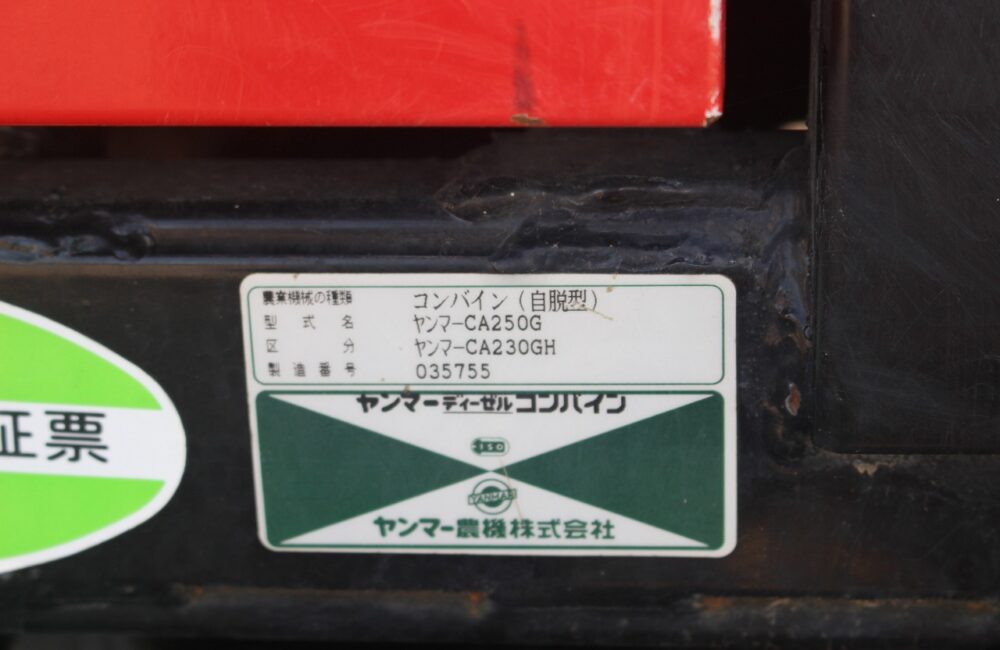 農業機械の種類 コンバイン(自脱型)
型式名 ヤンマーCA250G
区分 ヤンマーCA230GH
製造番号 035755
ヤンマーディーゼルコンバイン
ISO
YANMAR
ヤンマー農機株式会社
証票